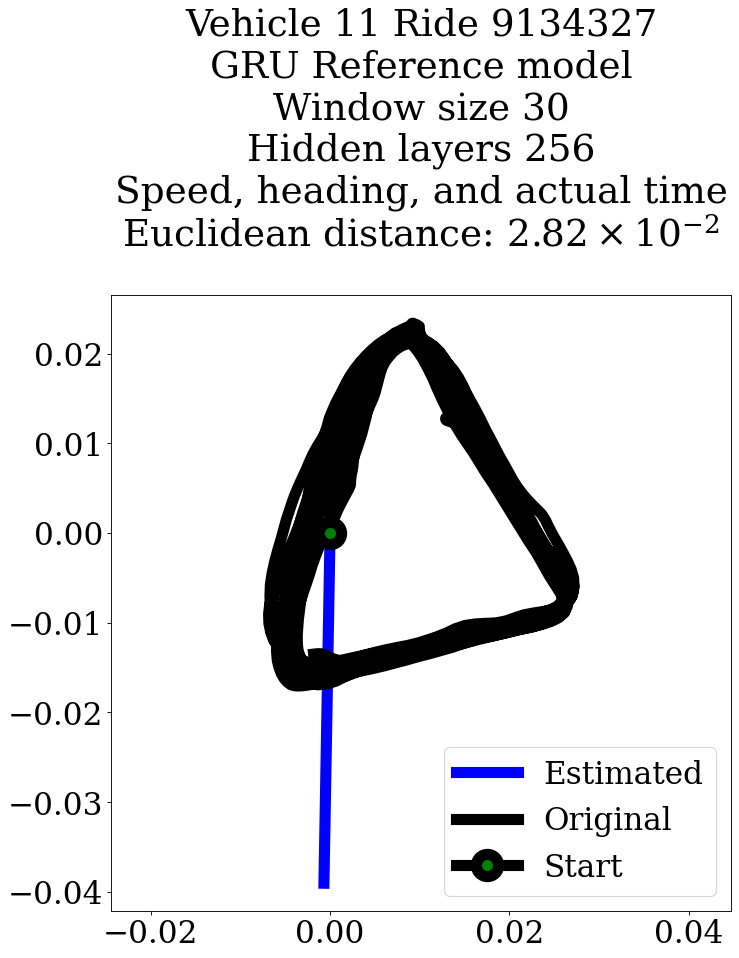 Vehicle 11 Ride 9134327
GRU Reference model
Window size 30
Hidden layers 256
Speed, heading, and actual time
Euclidean distance: 2.82 × 10⁻²
0.02
0.01
0.00
−0.01
−0.02
−0.03
−0.04
Estimated
Original
Start
−0.02 0.00 0.02 0.04